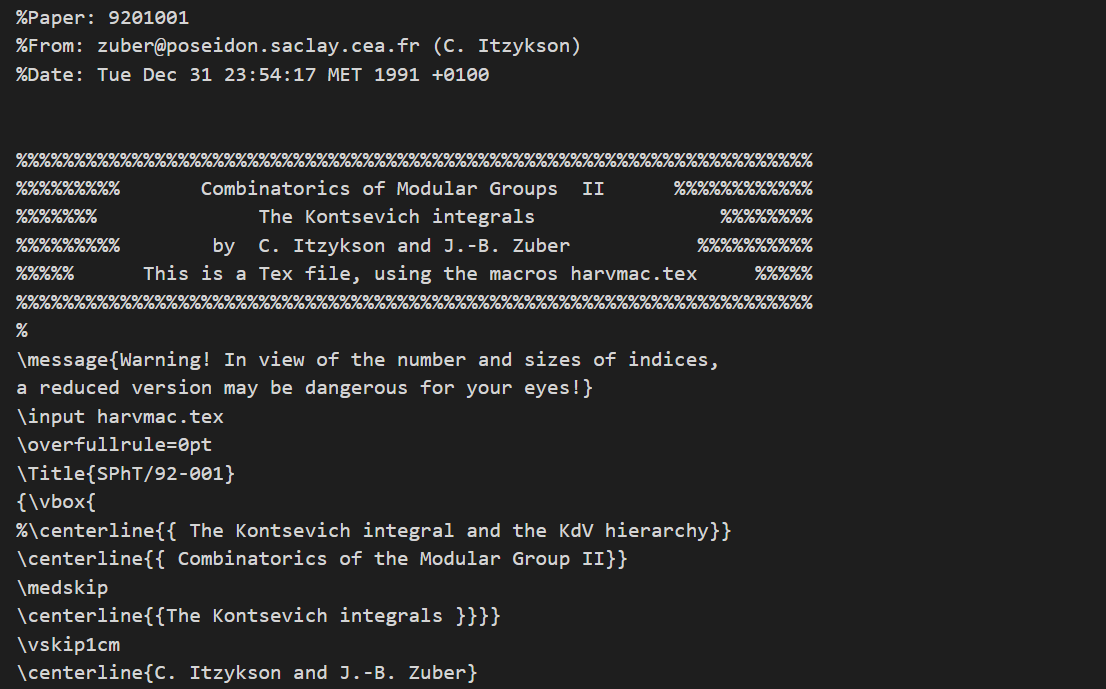 %Paper: 9201001
%From: zuber@poseidon.saclay.cea.fr (C. Itzykson)
%Date: Tue Dec 31 23:54:17 MET 1991 +0100
%%%%%%%%%%%%%%%%%%%%%%%%%%%%%%%%%%%%%%%%%%%%%%%%%%%%%%%%%%%%%%%%%%%%%
%%%%%%%%%       Combinatorics of Modular Groups  II      %%%%%%%%%%%%
%%%%%%%              The Kontsevich integrals                %%%%%%%%
%%%%%%%%%        by  C. Itzykson and J.-B. Zuber           %%%%%%%%%%
%%%%%      This is a Tex file, using the macros harvmac.tex     %%%%%
%%%%%%%%%%%%%%%%%%%%%%%%%%%%%%%%%%%%%%%%%%%%%%%%%%%%%%%%%%%%%%%%%%%%%
%
\message{Warning! In view of the number and sizes of indices,
a reduced version may be dangerous for your eyes!}
\input harvmac.tex
\overfullrule=0pt
\Title{SPhT/92-001}
{\vbox{
%\centerline{{ The Kontsevich integral and the KdV hierarchy}}
\centerline{{ Combinatorics of the Modular Group II}}
\medskip
\centerline{{The Kontsevich integrals }}}}
\vskip1cm
\centerline{C. Itzykson and J.-B. Zuber}